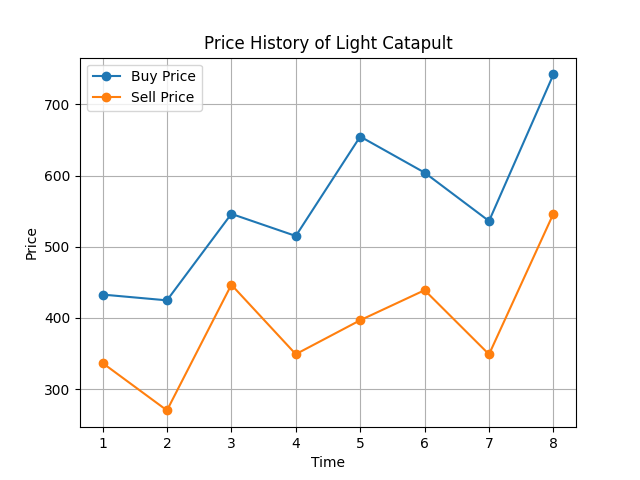 Price History of Light Catapult
Buy Price
Sell Price
Price
700
600
500
400
300
1 2 3 4 5 6 7 8
Time